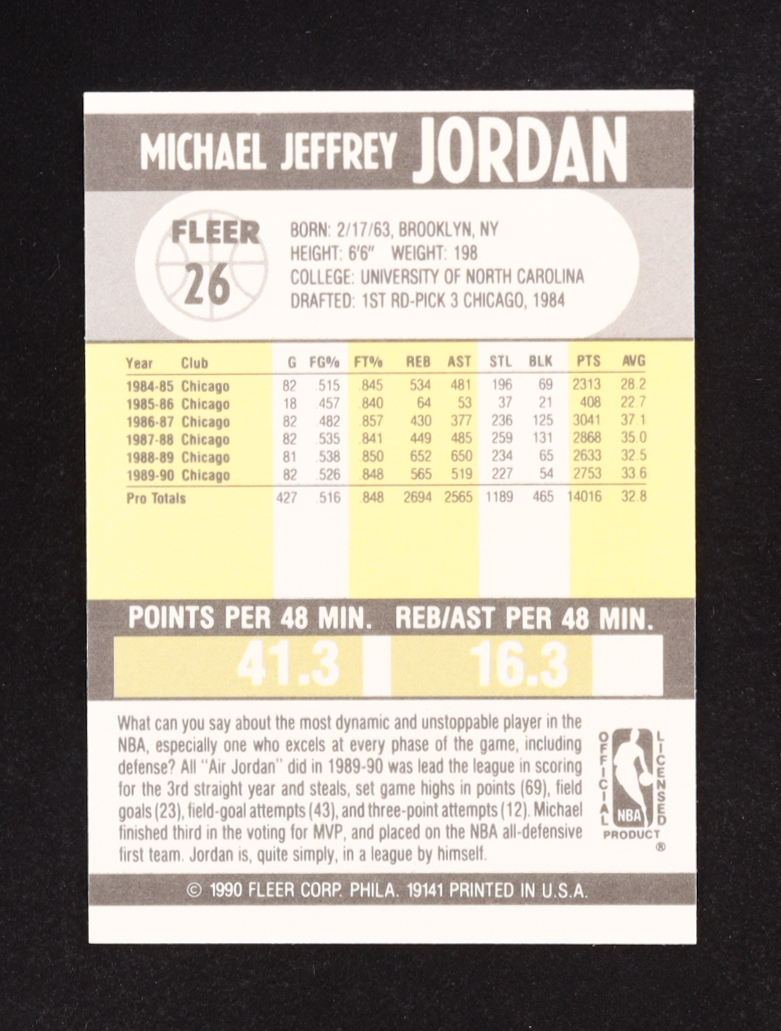 MICHAEL JEFFREY JORDAN
FLEER
26
BORN: 2/17/63, BROOKLYN, NY
HEIGHT: 6'6" WEIGHT: 198
COLLEGE: UNIVERSITY OF NORTH CAROLINA
DRAFTED: 1ST RD-PICK 3 CHICAGO, 1984
Year Club G FG% FT% REB AST STL BLK PTS AVG
1984-85 Chicago 82 .515 .845 534 481 196 69 2313 28.2
1985-86 Chicago 18 .457 .840 64 53 37 21 408 22.7
1986-87 Chicago 82 .482 .857 430 377 236 125 3041 37.1
1987-88 Chicago 82 .535 .841 449 485 259 131 2868 35.0
1988-89 Chicago 81 .538 .850 652 650 234 65 2633 32.5
1989-90 Chicago 82 .526 .848 565 519 227 54 2753 33.6
Pro Totals 427 .516 .848 2694 2565 1189 465 14016 32.8
POINTS PER 48 MIN. REB/AST PER 48 MIN.
41.3 16.3
What can you say about the most dynamic and unstoppable player in the
NBA, especially one who excels at every phase of the game, including
defense? All "Air Jordan" did in 1989-90 was lead the league in scoring
for the 3rd straight year and steals, set game highs in points (69), field
goals (23), field-goal attempts (43), and three-point attempts (12). Michael
finished third in the voting for MVP, and placed on the NBA all-defensive
first team. Jordan is, quite simply, in a league by himself.
OFFICIAL
LICENSED
NBA
PRODUCT
®
© 1990 FLEER CORP. PHILA. 19141 PRINTED IN U.S.A.